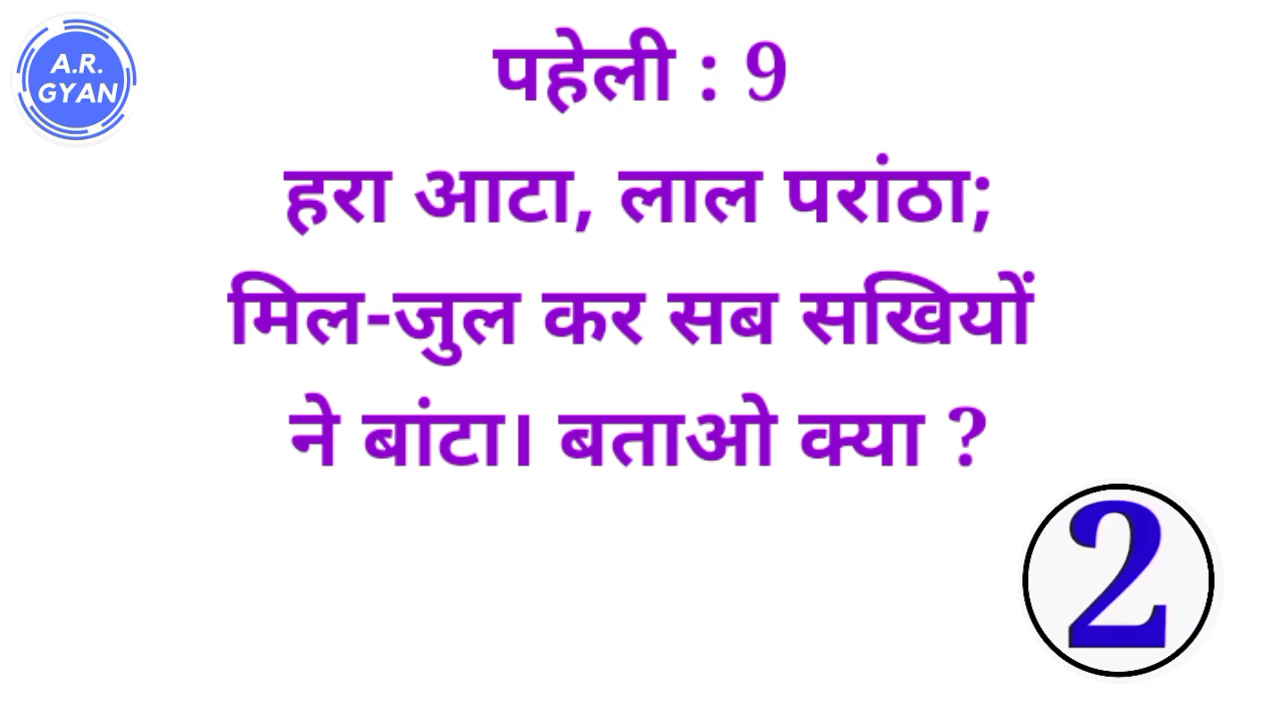 A.R.
GYAN
पहेली : 9
हरा आटा, लाल परांठा;
मिल-जुल कर सब सखियों
ने बांटा। बताओ क्या ?
2